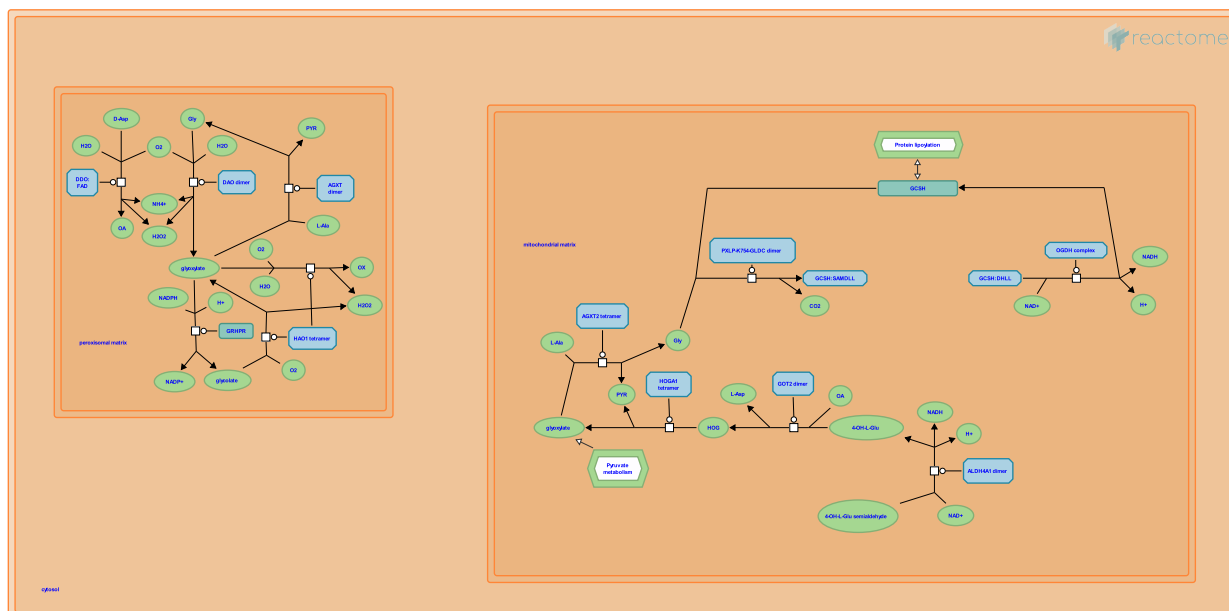 reactome
D-Asp
Gly
PYR
H2O
O2
H2O
DDO:
FAD
DAO dimer
AGXT
dimer
NH4+
OA
H2O2
L-Ala
O2
glyoxylate
OX
H2O
NADPH
H+
H2O2
GRHPR
HAO1 tetramer
peroxisomal matrix
O2
NADP+
glycolate
Protein lipoylation
GCSH
mitochondrial matrix
PXLP-K754-GLDC dimer
OGDH complex
NADH
GCSH:SAMDLL
GCSH:DHLL
CO2
NAD+
H+
AGXT2 tetramer
L-Ala
Gly
HOGA1
tetramer
GOT2 dimer
PYR
L-Asp
OA
NADH
glyoxylate
HOG
4-OH-L-Glu
H+
Pyruvate
metabolism
ALDH4A1 dimer
4-OH-L-Glu semialdehyde
NAD+
cytosol